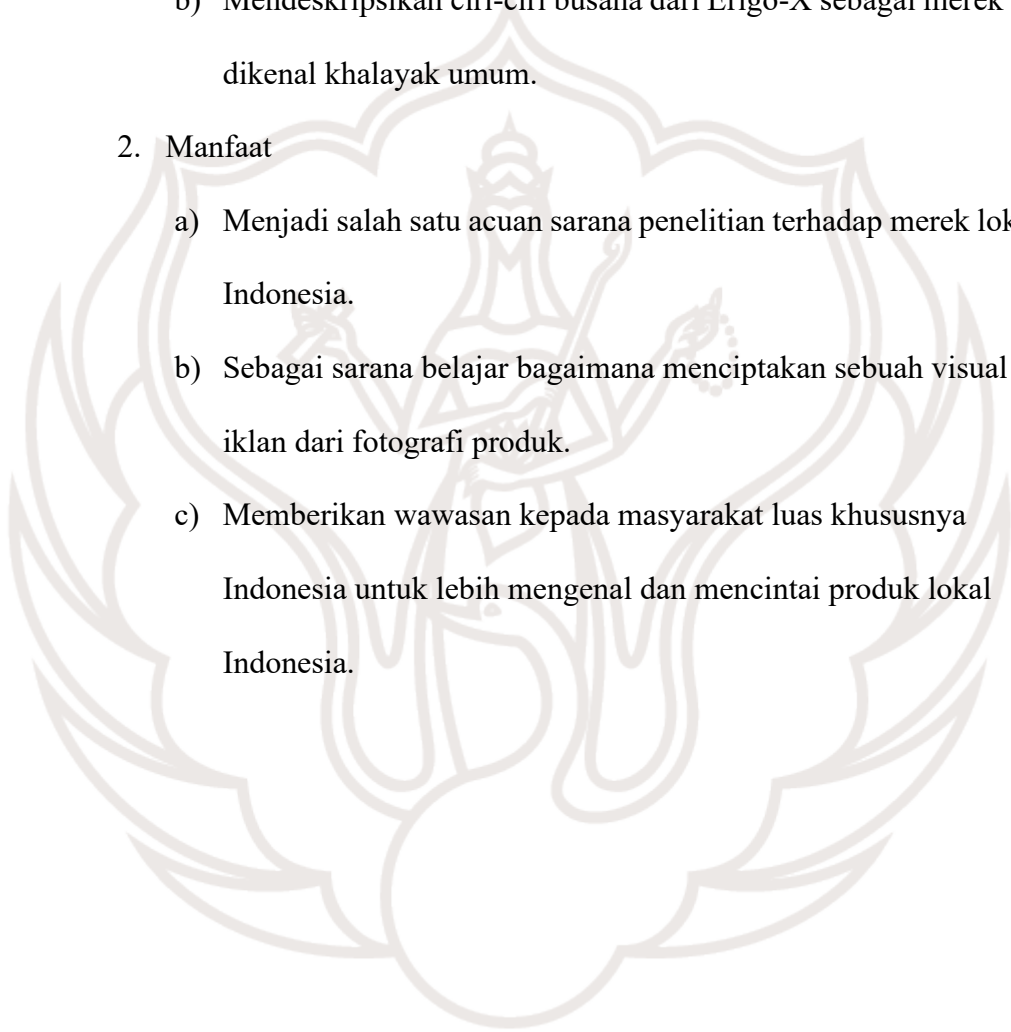 b) Mendeskripsikan ciri-ciri busana dari Erigo-X sebagai merek
dikenal khalayak umum.
2. Manfaat
a) Menjadi salah satu acuan sarana penelitian terhadap merek
Indonesia.
b) Sebagai sarana belajar bagaimana menciptakan sebuah visual
iklan dari fotografi produk.
c) Memberikan wawasan kepada masyarakat luas khususnya
Indonesia untuk lebih mengenal dan mencintai produk lokal
Indonesia.